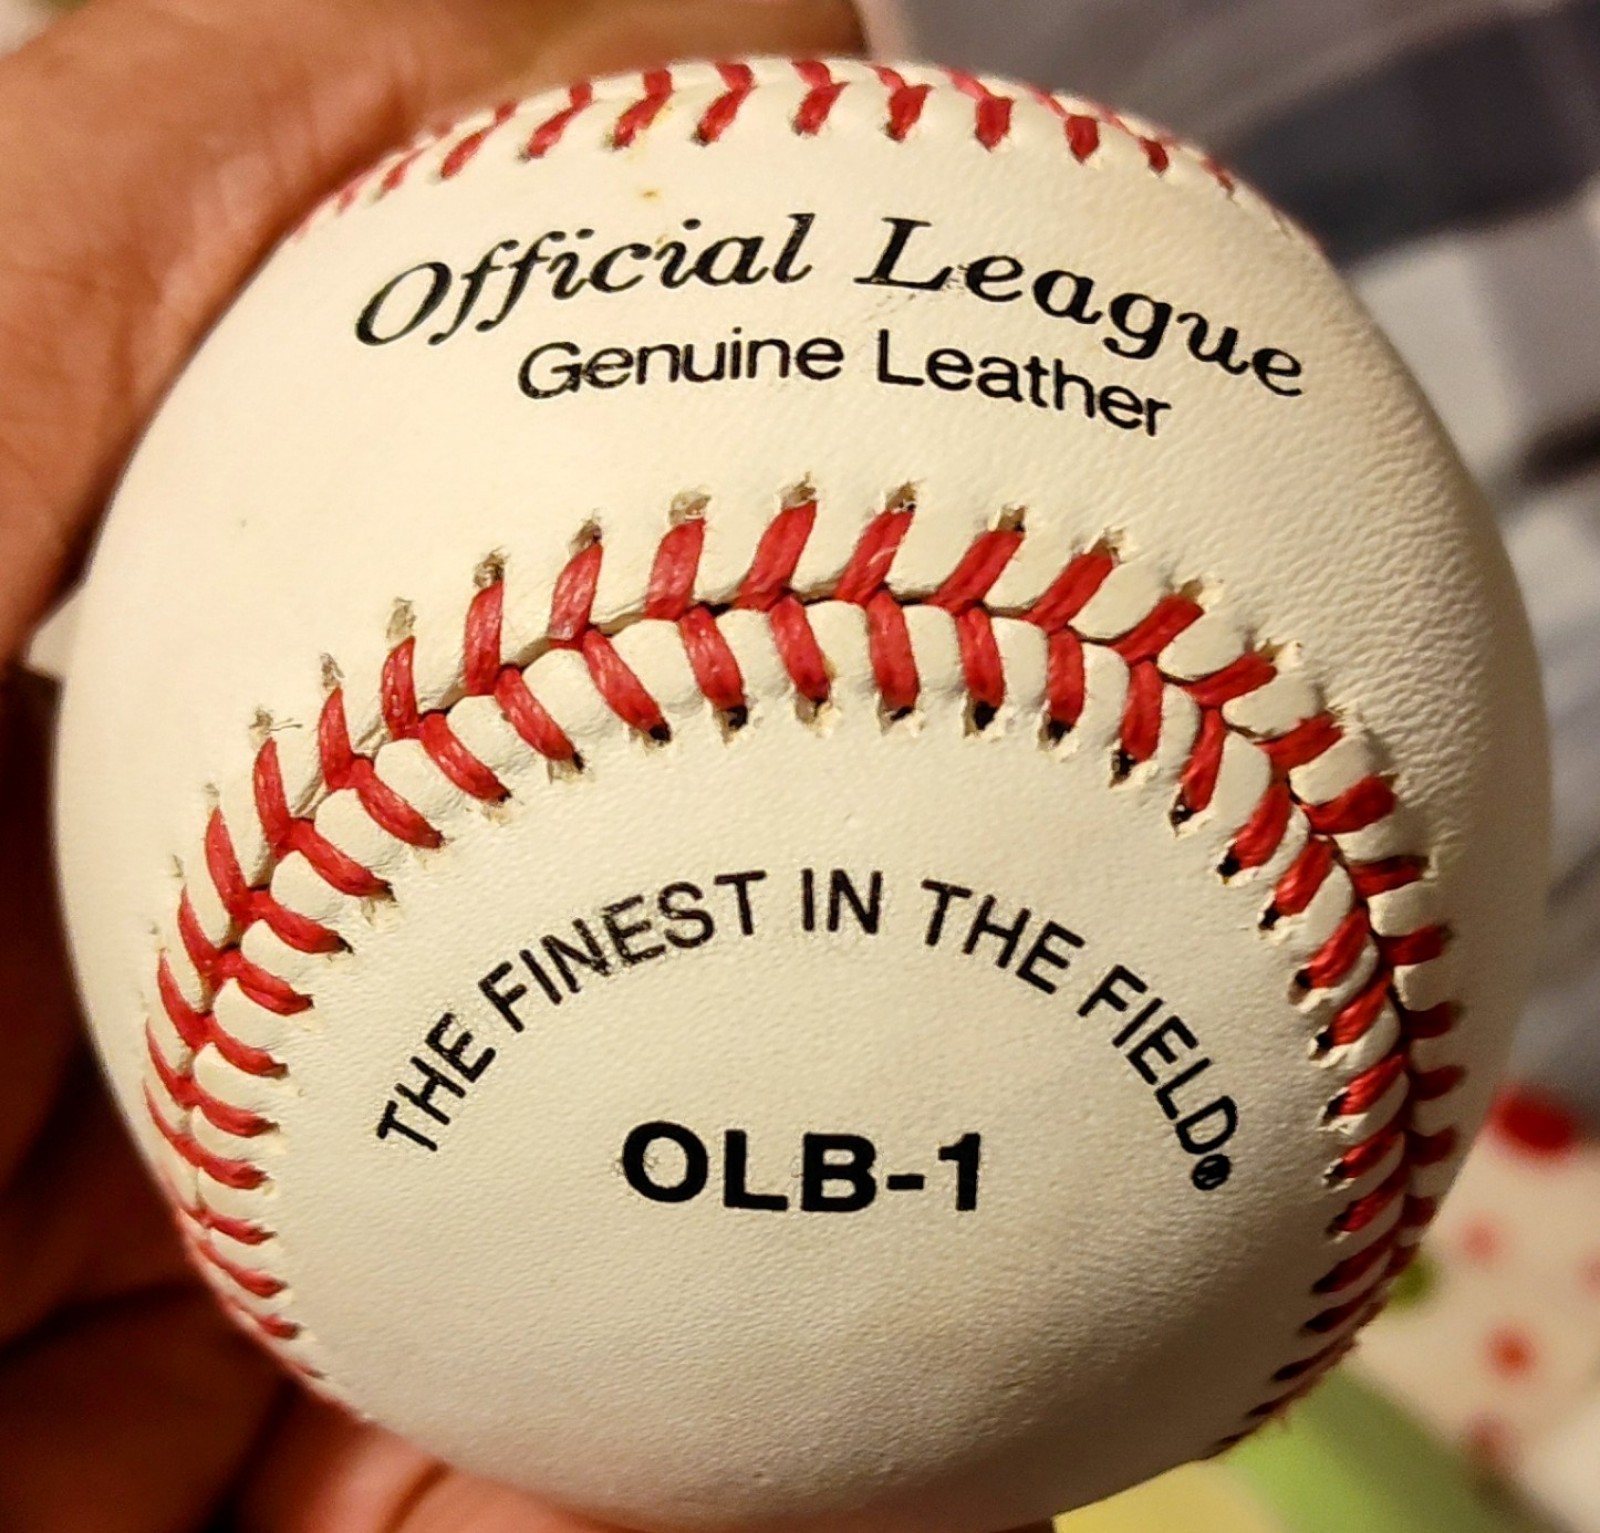 Official League
Genuine Leather
THE FINEST IN THE FIELD®
OLB-1